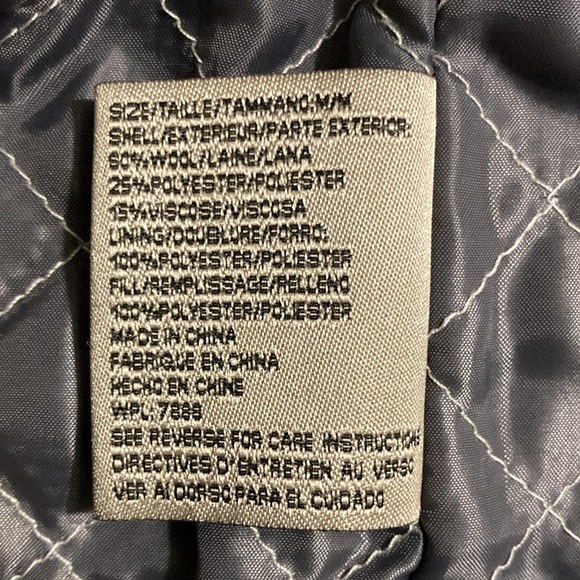 SIZE/TAILLE/TAMMANO:M/M
SHELL/EXTERIEUR/PARTE EXTERIOR:
60%WOOL/LAINE/LANA
25%POLYESTER/POLIESTER
15%VISCOSE/VISCOSA
LINING/DOUBLURE/FORRO:
100%POLYESTER/POLIESTER
FILL/REMPLISSAGE/RELLENO
100%POLYESTER/POLIESTER
MADE IN CHINA
FABRIQUE EN CHINA
HECHO EN CHINE
WPL: 7888
SEE REVERSE FOR CARE INSTRUCTIONS
DIRECTIVES D'ENTRETIEN AU VERSO
VER AI DORSO PARA EL CUIDADO